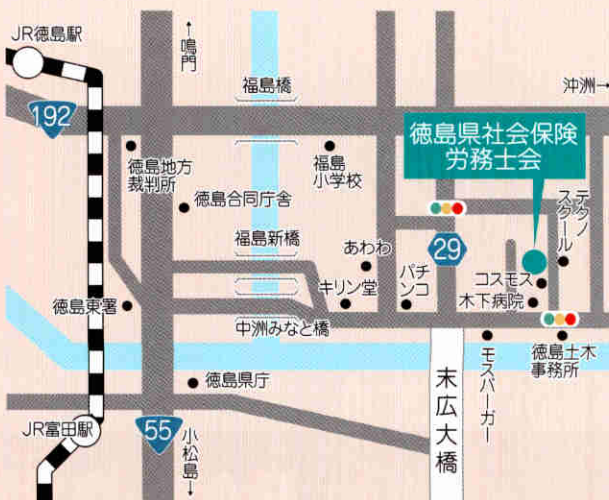 JR徳島駅
←鳴門
福島橋
沖洲→
192
徳島県社会保険
労務士会
徳島地方
裁判所
福島
小学校
徳島合同庁舎
テクノ
スクール
福島新橋
29
あわわ
キリン堂
パチ
ンコ
コスモス
木下病院
徳島東署
中洲みなと橋
モスバーガー
徳島土木
事務所
徳島県庁
末広大橋
JR富田駅
55
小松島→